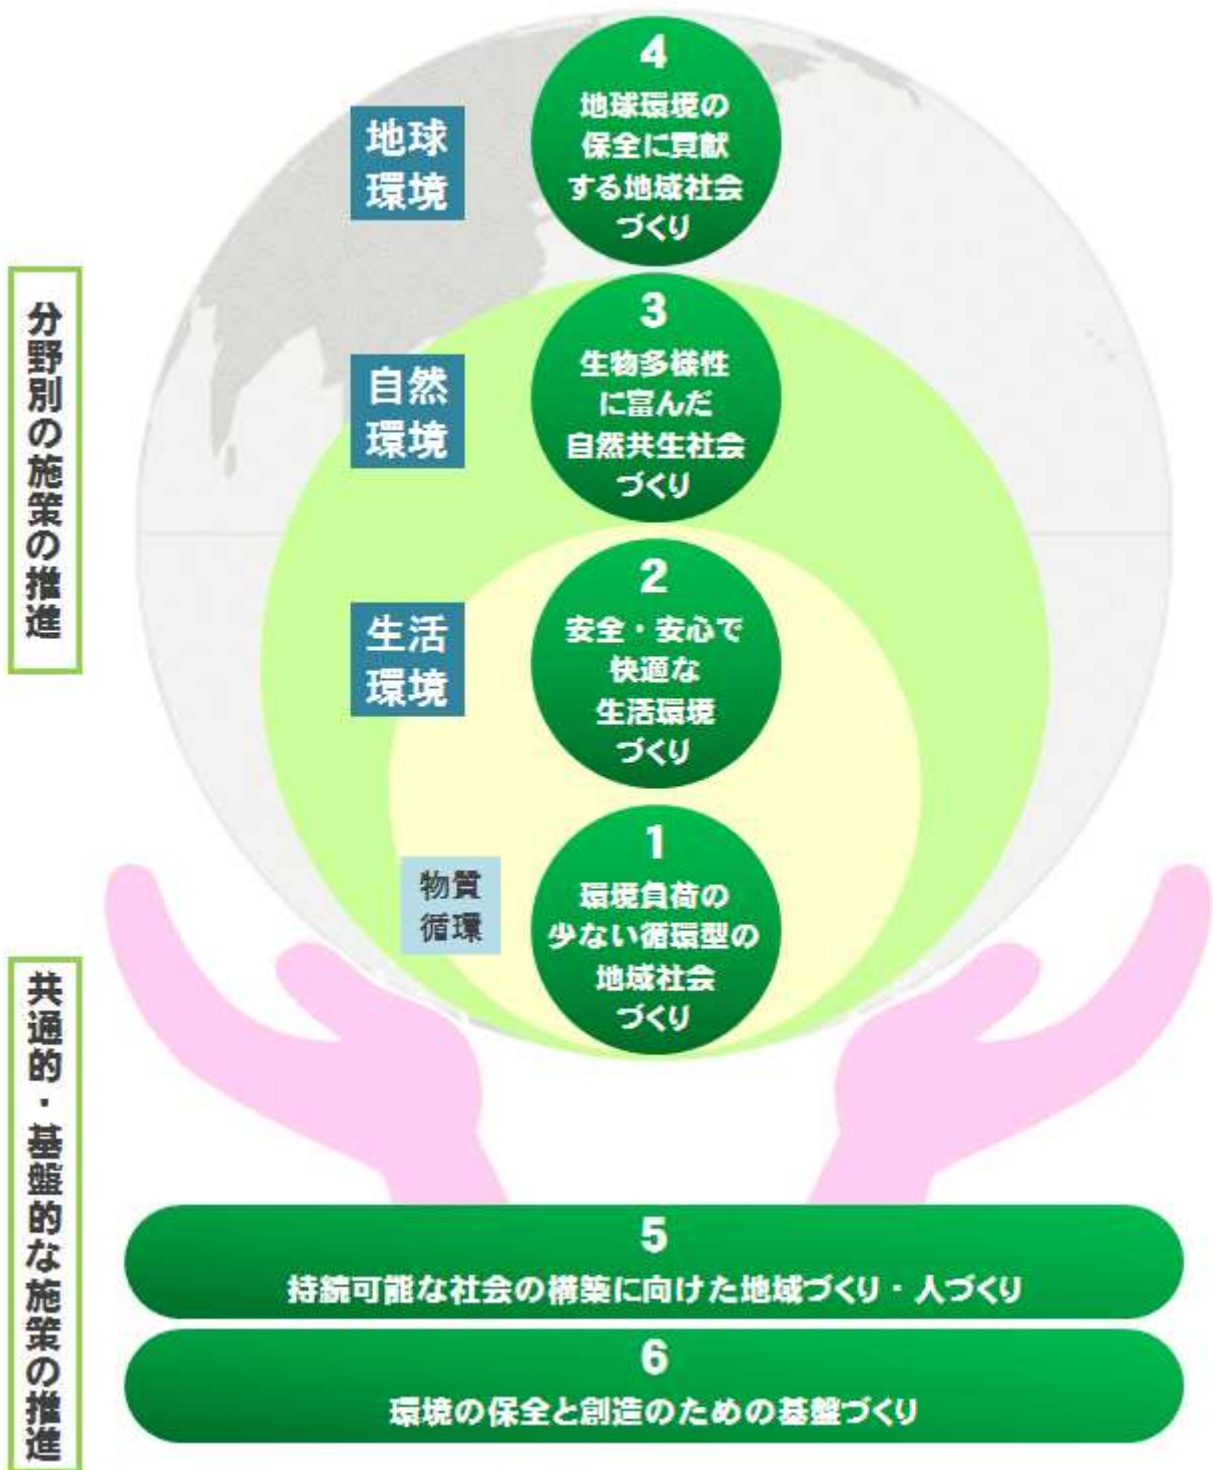 分野別の施策の推進
地球
環境
4
地球環境の
保全に貢献
する地域社会
づくり
自然
環境
3
生物多様性
に富んだ
自然共生社会
づくり
生活
環境
2
安全・安心で
快適な
生活環境
づくり
物質
循環
1
環境負荷の
少ない循環型の
地域社会
づくり
共通的・基盤的な施策の推進
5
持続可能な社会の構築に向けた地域づくり・人づくり
6
環境の保全と創造のための基盤づくり